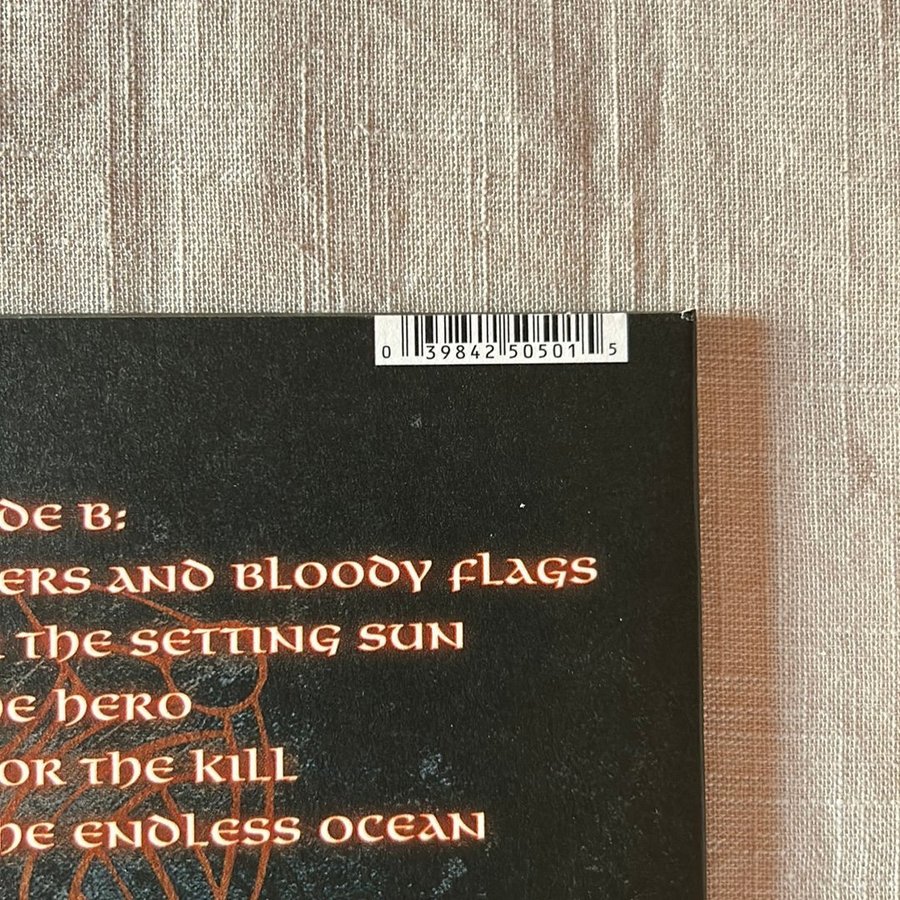 0 39842 50501 5
DE B:
ERS AND BLOODY FLAGS
THE SETTING SUN
HE HERO
OR THE KILL
HE ENDLESS OCEAN